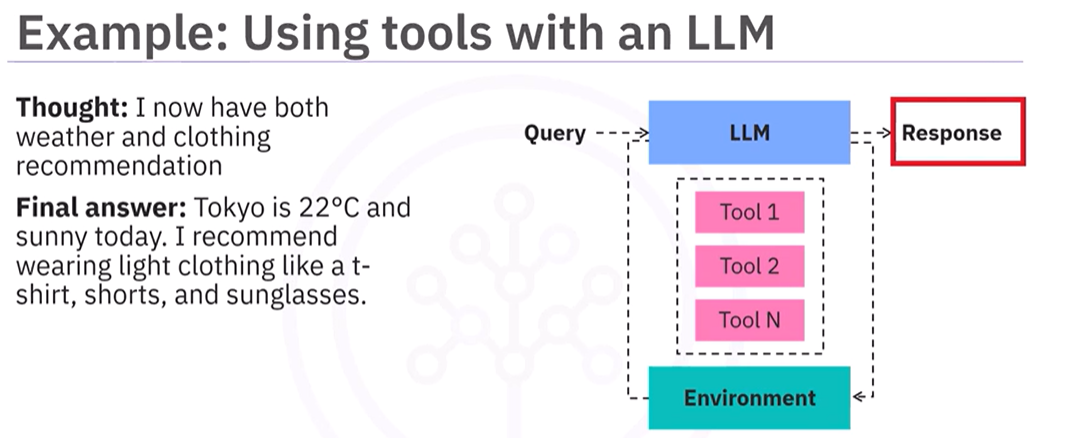 Example: Using tools with an LLM
Thought: I now have both
weather and clothing
recommendation
Final answer: Tokyo is 22°C and
sunny today. I recommend
wearing light clothing like a t-
shirt, shorts, and sunglasses.
Query
LLM
Response
Tool 1
Tool 2
Tool N
Environment